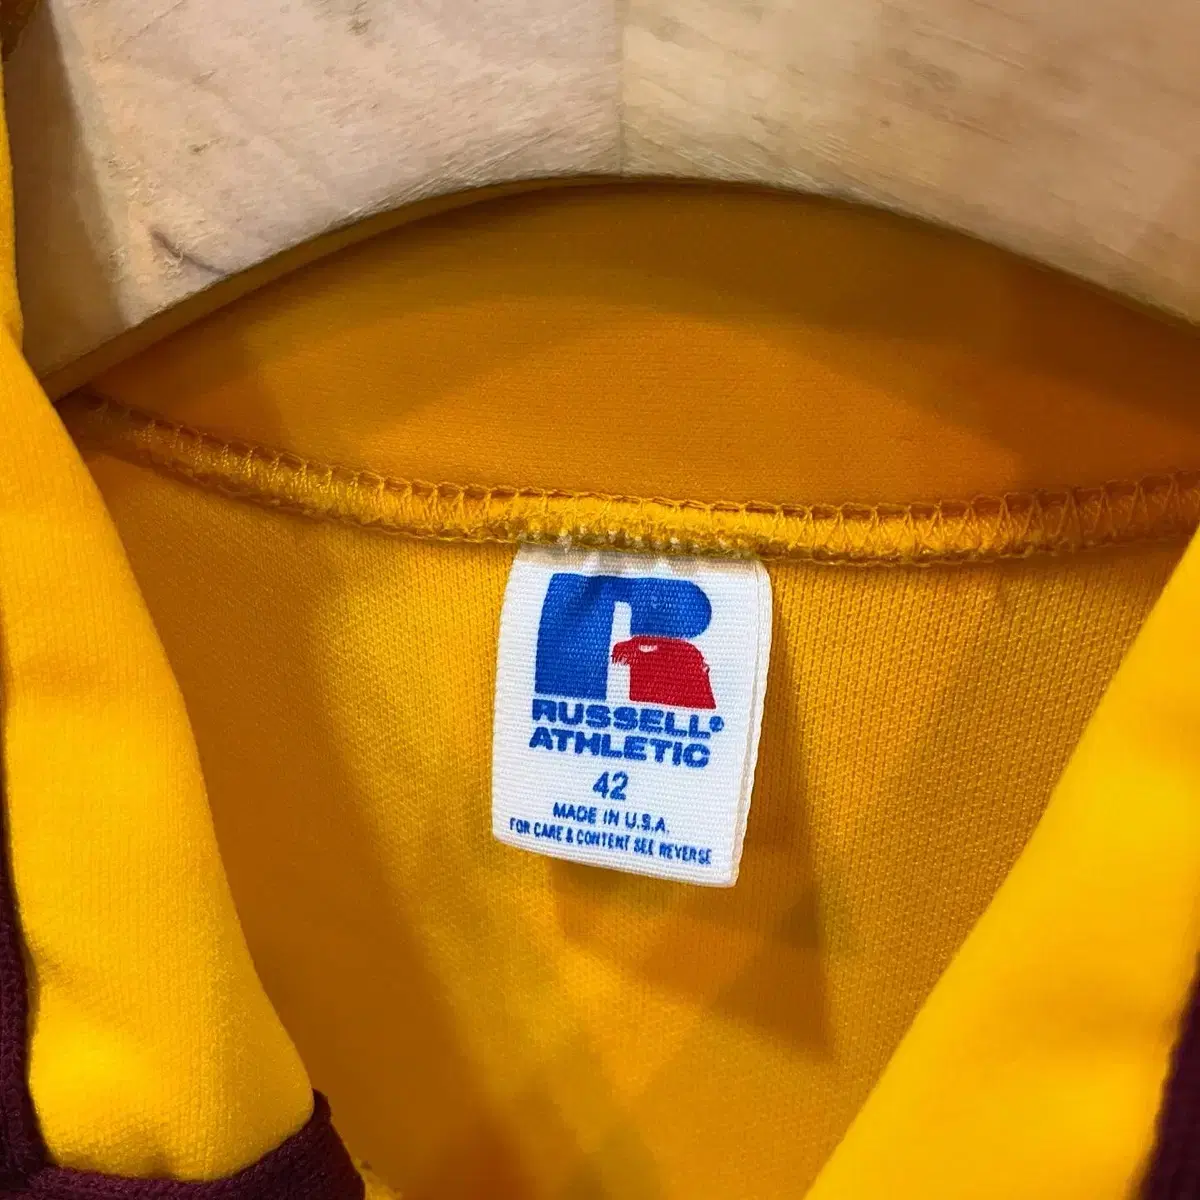 R
RUSSELL®
ATHLETIC
42
MADE IN U.S.A.
FOR CARE & CONTENT SEE REVERSE